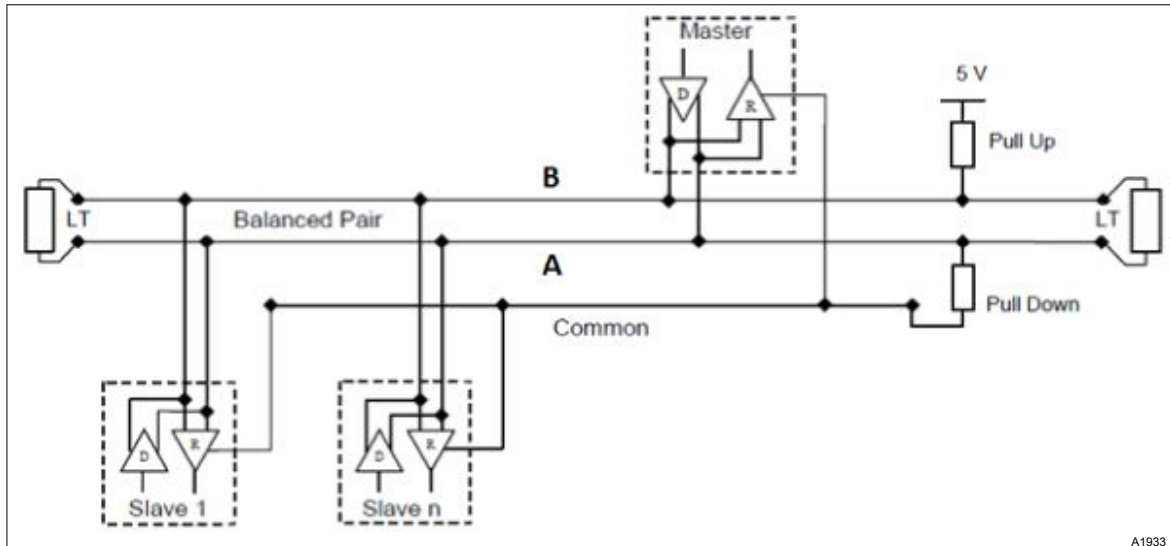 Master
D
R
5 V
Pull Up
B
LT
Balanced Pair
LT
A
Pull Down
Common
D
R
Slave 1
D
R
Slave n
A1933